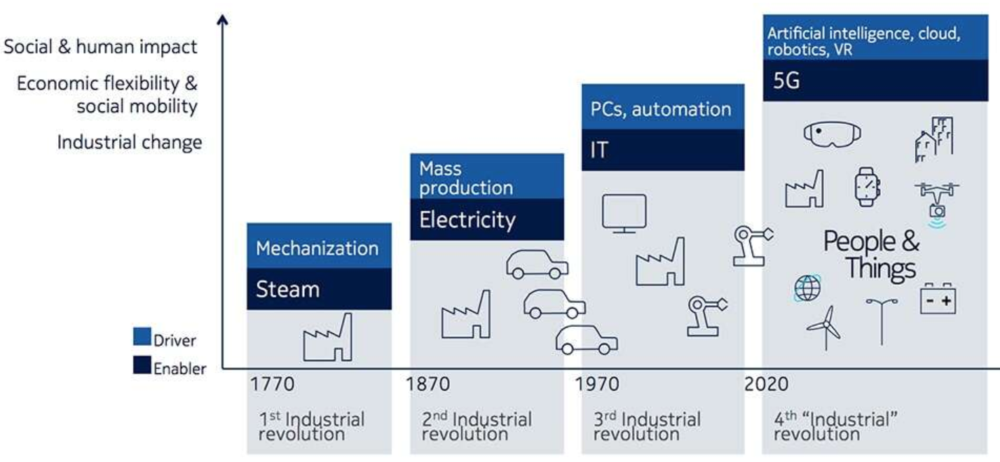 Social & human impact
Economic flexibility &
social mobility
Industrial change
Driver
Enabler
Mechanization
Steam
1770
1st Industrial
revolution
Mass
production
Electricity
1870
2nd Industrial
revolution
PCs, automation
IT
1970
3rd Industrial
revolution
Artificial intelligence, cloud,
robotics, VR
5G
People &
Things
- +
2020
4th “Industrial”
revolution